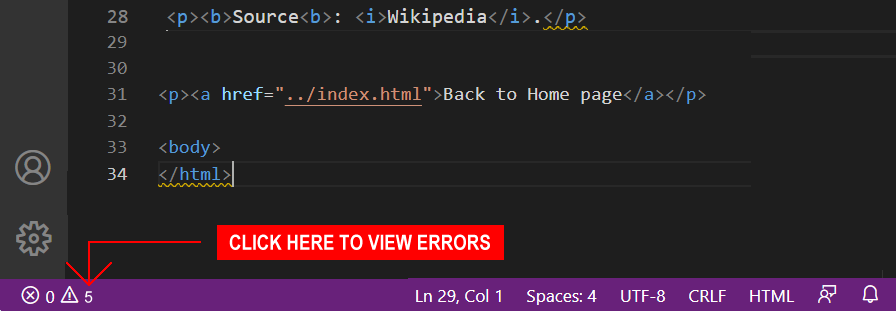 28 <p><b>Source<b>: <i>Wikipedia</i>.</p>
29
30
31 <p><a href="../index.html">Back to Home page</a></p>
32
33 <body>
34 </html>
CLICK HERE TO VIEW ERRORS
0 5 Ln 29, Col 1 Spaces: 4 UTF-8 CRLF HTML